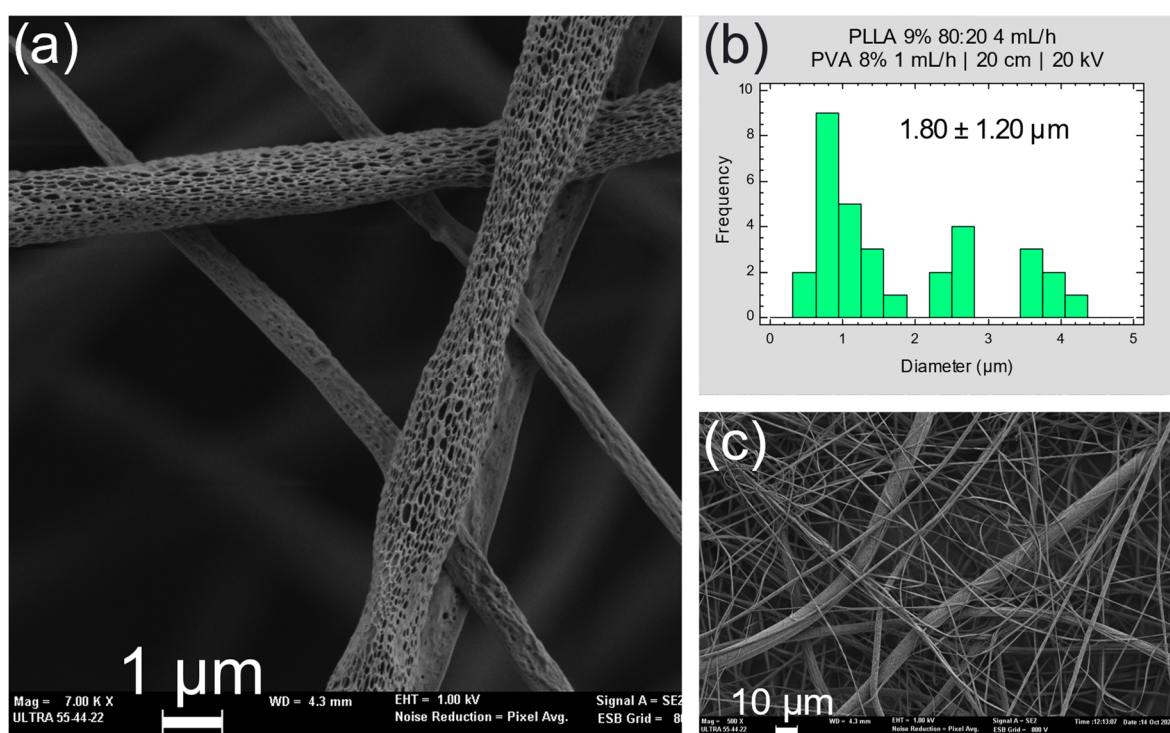 (a)
1 µm
Mag = 7.00 K X
WD = 4.3 mm
EHT = 1.00 kV
Signal A = SE2
ULTRA 55-44-22
Noise Reduction = Pixel Avg.
ESB Grid =
(b)
PLLA 9% 80:20 4 mL/h
PVA 8% 1 mL/h | 20 cm | 20 kV
1.80 ± 1.20 µm
Frequency
10
8
6
4
2
0
0 1 2 3 4 5
Diameter (µm)
(c)
10 µm
Mag = 500 X
WD = 4.3 mm
EHT = 1.00 kV
Signal A = SE2
Time :12:13:07
Date :14 Oct
ULTRA 55-44-22
Noise Reduction = Pixel Avg.
ESB Grid = 800 V